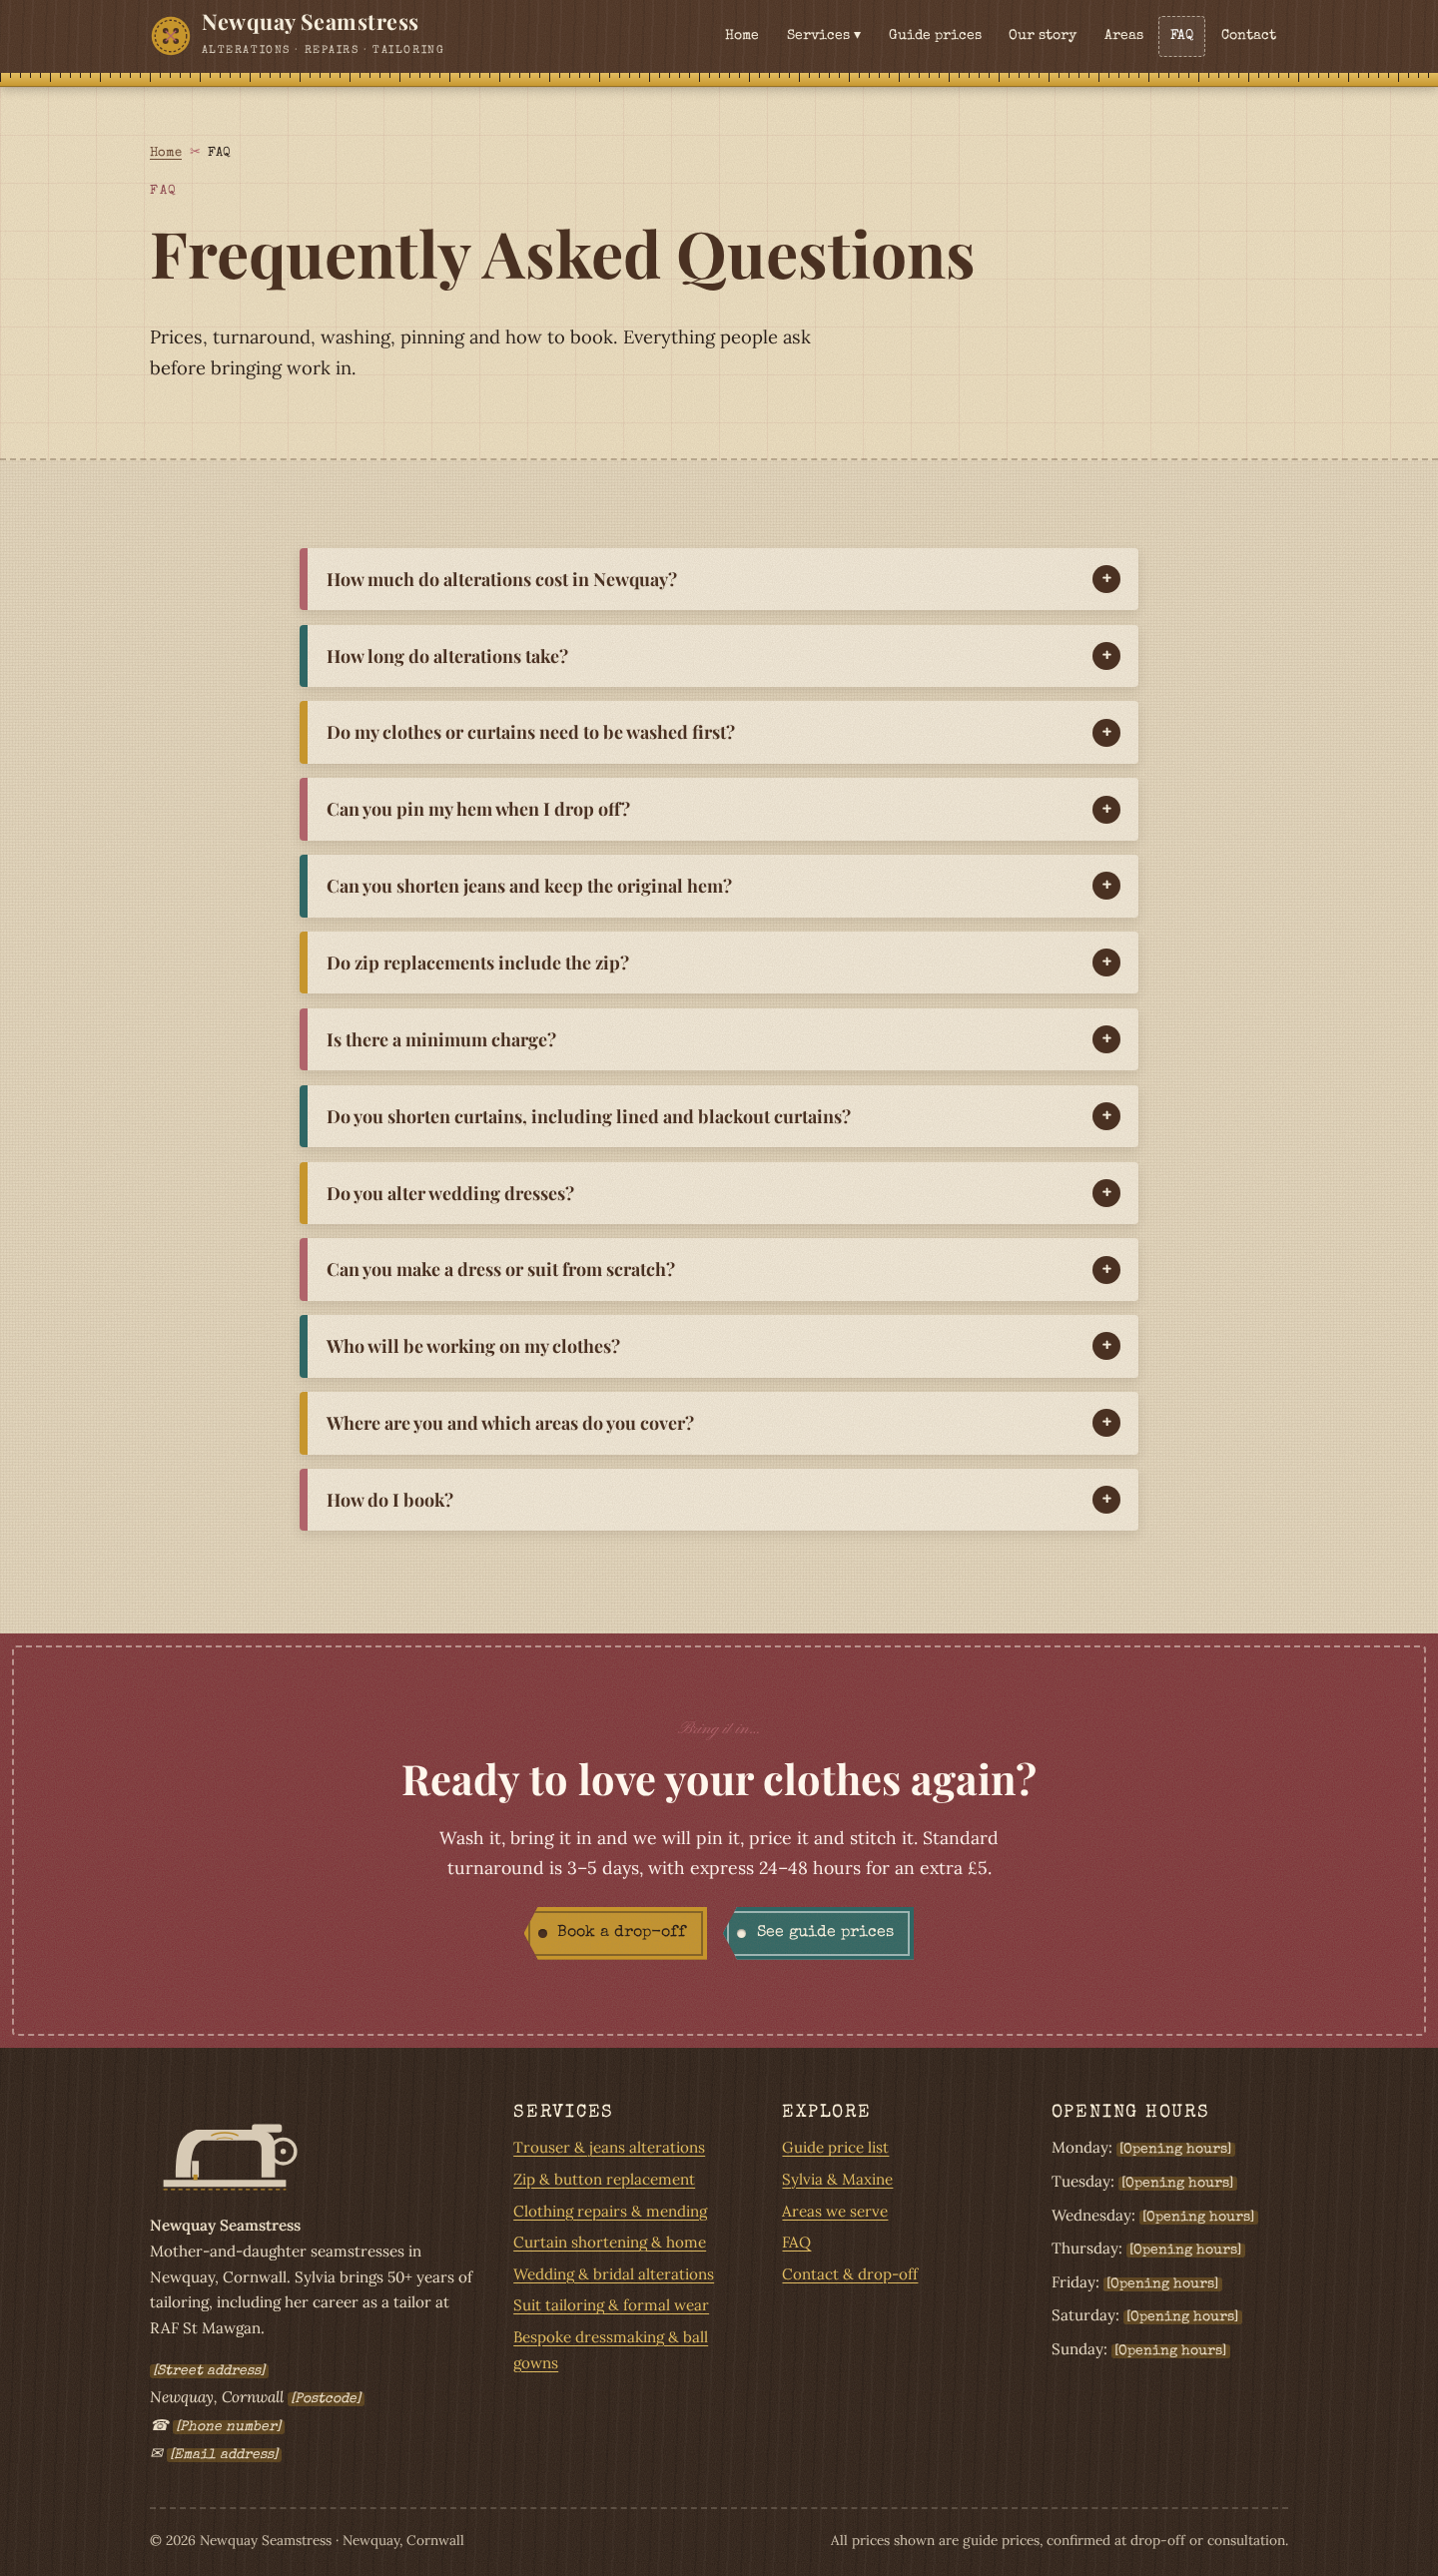 Newquay Seamstress
ALTERATIONS · REPAIRS · TAILORING
Home Services ▾ Guide prices Our story Areas FAQ Contact
Home ✂ FAQ
FAQ
Frequently Asked Questions
Prices, turnaround, washing, pinning and how to book. Everything people ask
before bringing work in.
How much do alterations cost in Newquay? +
How long do alterations take? +
Do my clothes or curtains need to be washed first? +
Can you pin my hem when I drop off? +
Can you shorten jeans and keep the original hem? +
Do zip replacements include the zip? +
Is there a minimum charge? +
Do you shorten curtains, including lined and blackout curtains? +
Do you alter wedding dresses? +
Can you make a dress or suit from scratch? +
Who will be working on my clothes? +
Where are you and which areas do you cover? +
How do I book? +
Bring it in...
Ready to love your clothes again?
Wash it, bring it in and we will pin it, price it and stitch it. Standard
turnaround is 3–5 days, with express 24–48 hours for an extra £5.
Book a drop-off
See guide prices
Newquay Seamstress
Mother-and-daughter seamstresses in
Newquay, Cornwall. Sylvia brings 50+ years of
tailoring, including her career as a tailor at
RAF St Mawgan.
[Street address]
Newquay, Cornwall [Postcode]
☎ [Phone number]
✉ [Email address]
SERVICES
Trouser & jeans alterations
Zip & button replacement
Clothing repairs & mending
Curtain shortening & home
Wedding & bridal alterations
Suit tailoring & formal wear
Bespoke dressmaking & ball
gowns
EXPLORE
Guide price list
Sylvia & Maxine
Areas we serve
FAQ
Contact & drop-off
OPENING HOURS
Monday: [Opening hours]
Tuesday: [Opening hours]
Wednesday: [Opening hours]
Thursday: [Opening hours]
Friday: [Opening hours]
Saturday: [Opening hours]
Sunday: [Opening hours]
© 2026 Newquay Seamstress · Newquay, Cornwall
All prices shown are guide prices, confirmed at drop-off or consultation.